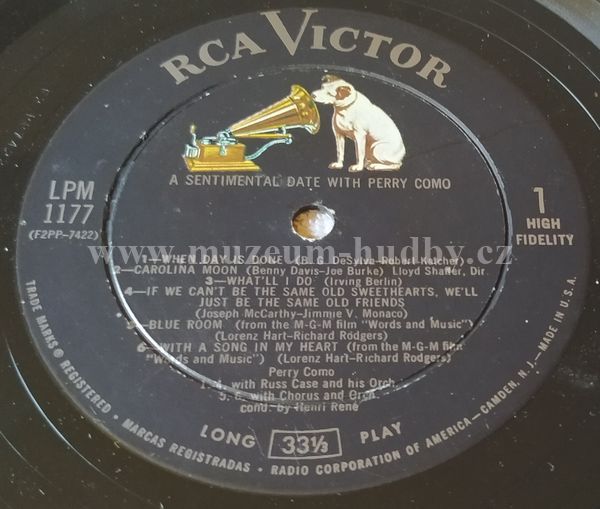 RCA VICTOR
A SENTIMENTAL DATE WITH PERRY COMO
LPM
1177
(F2PP-7422)
1
HIGH
FIDELITY
1—WHEN DAY IS DONE (B. G. DeSylva-Robert Katcher)
2—CAROLINA MOON (Benny Davis-Joe Burke) Lloyd Shaffer, Dir.
3—WHAT'LL I DO (Irving Berlin)
4—IF WE CAN'T BE THE SAME OLD SWEETHEARTS, WE'LL
JUST BE THE SAME OLD FRIENDS
(Joseph McCarthy-Jimmie V. Monaco)
5—BLUE ROOM (from the M-G-M film "Words and Music")
(Lorenz Hart-Richard Rodgers)
6—WITH A SONG IN MY HEART (from the M-G-M film
"Words and Music") (Lorenz Hart-Richard Rodgers)
Perry Como
1, 4, with Russ Case and his Orch.
5, 6, with Chorus and Orch.
cond. by Henri René
LONG 33⅓ PLAY
TRADE MARKS ® REGISTERED • MARCAS REGISTRADAS • RADIO CORPORATION OF AMERICA—CAMDEN, N. J.—MADE IN U.S.A.
www.muzeum-hudby.cz